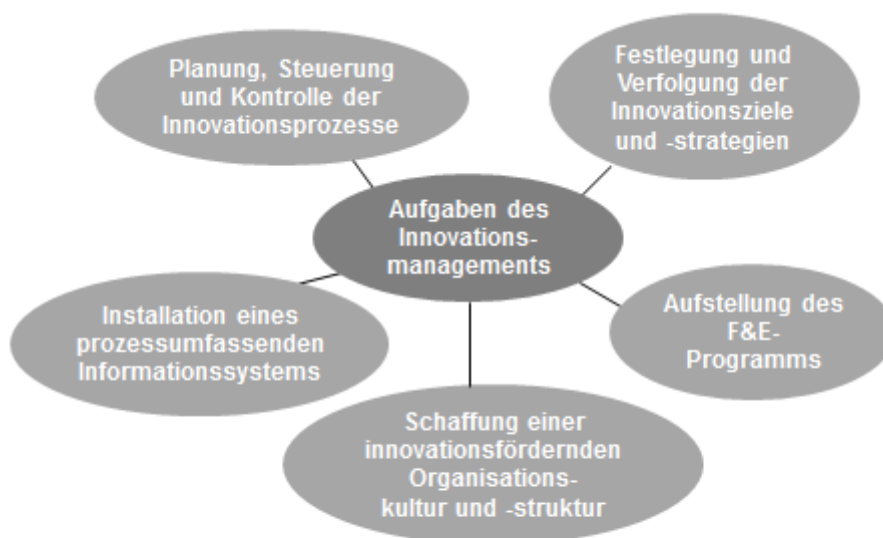 Planung, Steuerung
und Kontrolle der
Innovationsprozesse
Festlegung und
Verfolgung der
Innovationsziele
und -strategien
Aufgaben des
Innovations-
managements
Installation eines
prozessumfassenden
Informationssystems
Aufstellung des
F&E-
Programms
Schaffung einer
innovationsfördernden
Organisations-
kultur und -struktur